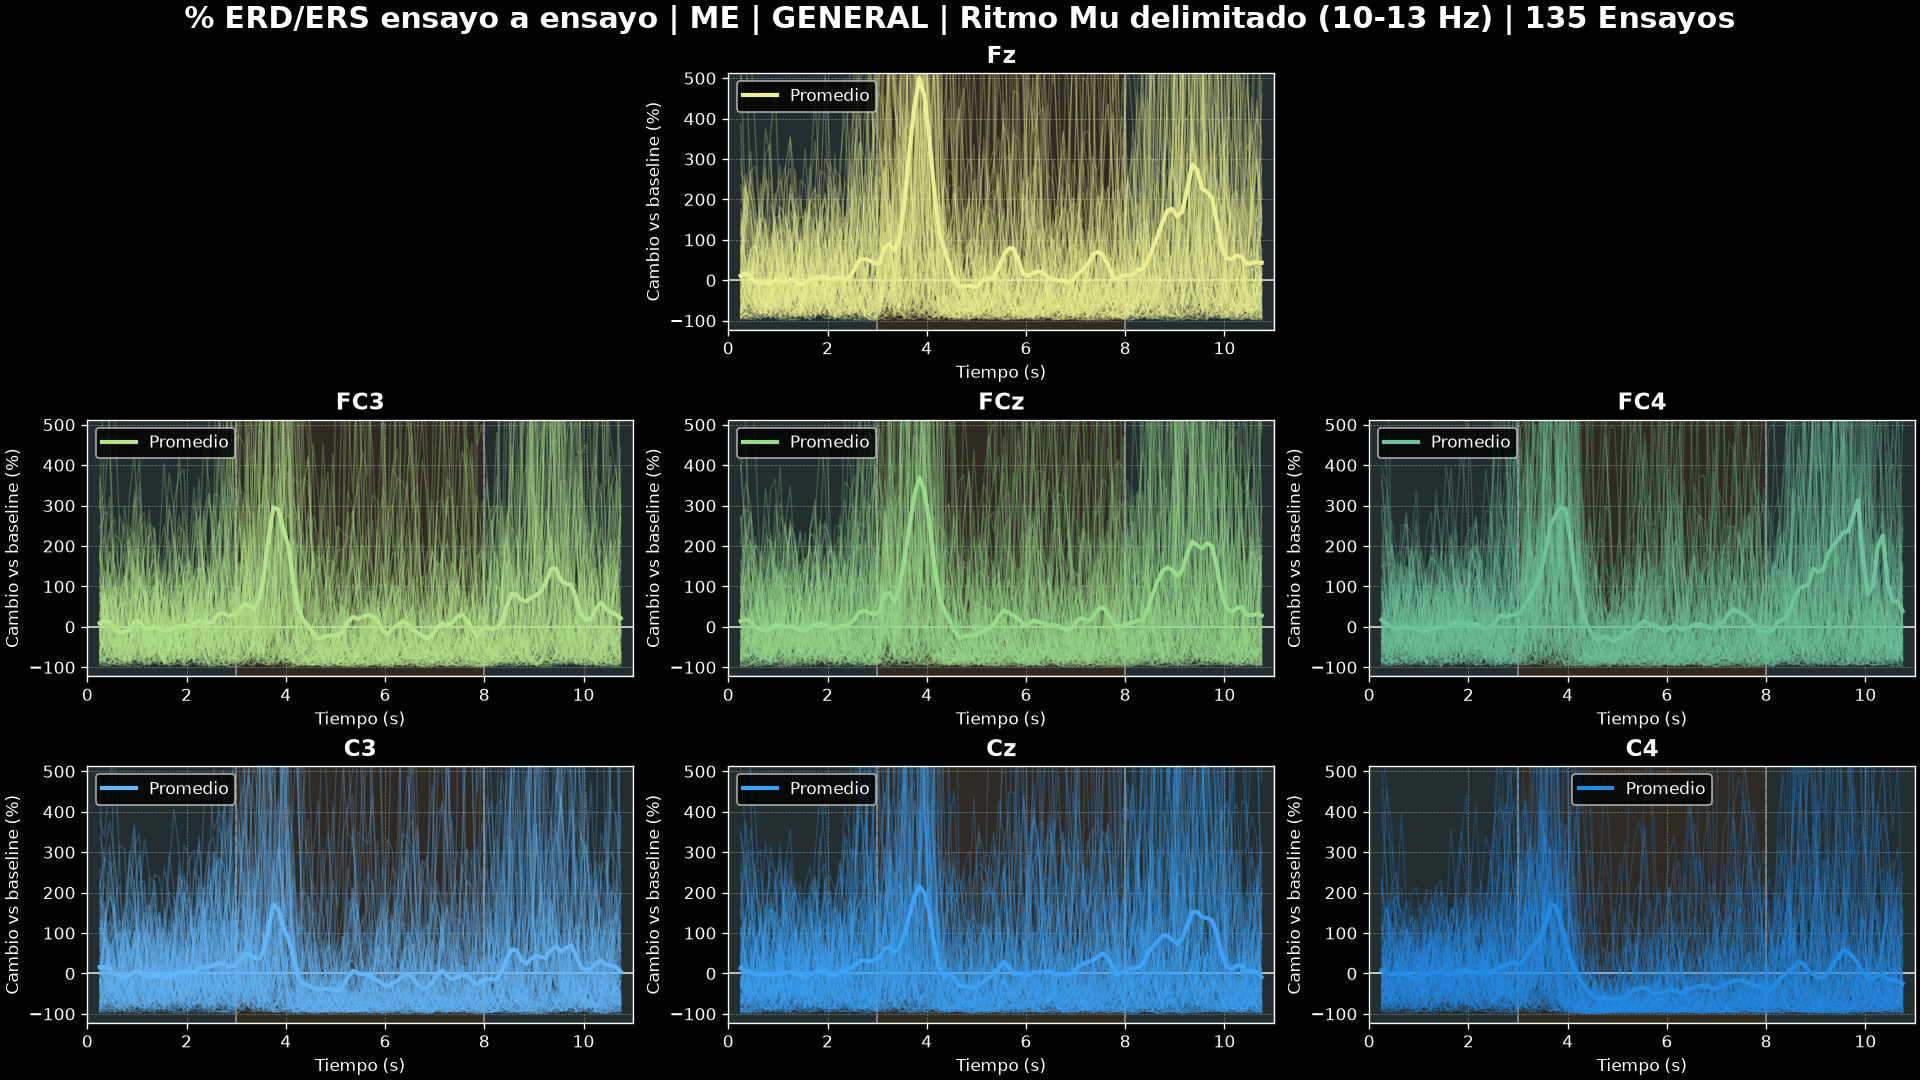 % ERD/ERS ensayo a ensayo | ME | GENERAL | Ritmo Mu delimitado (10-13 Hz) | 135 Ensayos
Fz
Cambio vs baseline (%)
500
400
300
200
100
0
−100
Promedio
0 2 4 6 8 10
Tiempo (s)
FC3
Cambio vs baseline (%)
500
400
300
200
100
0
−100
Promedio
0 2 4 6 8 10
Tiempo (s)
FCz
Cambio vs baseline (%)
500
400
300
200
100
0
−100
Promedio
0 2 4 6 8 10
Tiempo (s)
FC4
Cambio vs baseline (%)
500
400
300
200
100
0
−100
Promedio
0 2 4 6 8 10
Tiempo (s)
C3
Cambio vs baseline (%)
500
400
300
200
100
0
−100
Promedio
0 2 4 6 8 10
Tiempo (s)
Cz
Cambio vs baseline (%)
500
400
300
200
100
0
−100
Promedio
0 2 4 6 8 10
Tiempo (s)
C4
Cambio vs baseline (%)
500
400
300
200
100
0
−100
Promedio
0 2 4 6 8 10
Tiempo (s)